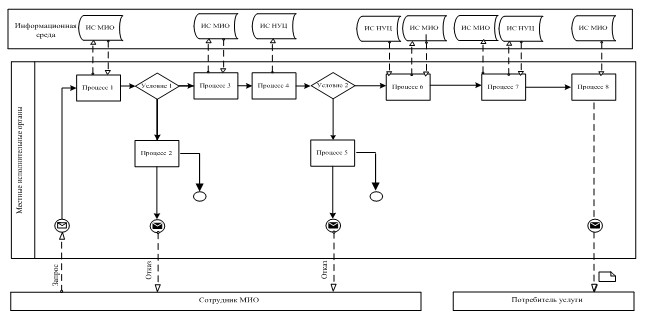 Информационная
среда
ИС МИО
ИС МИО
ИС НУЦ
ИС НУЦ
ИС МИО
ИС МИО
ИС НУЦ
ИС МИО
Местные исполнительные органы
Процесс 1
Условие 1
Процесс 3
Процесс 4
Условие 2
Процесс 6
Процесс 7
Процесс 8
Процесс 2
Процесс 5
Запрос
Отказ
Отказ
Сотрудник МИО
Потребитель услуги